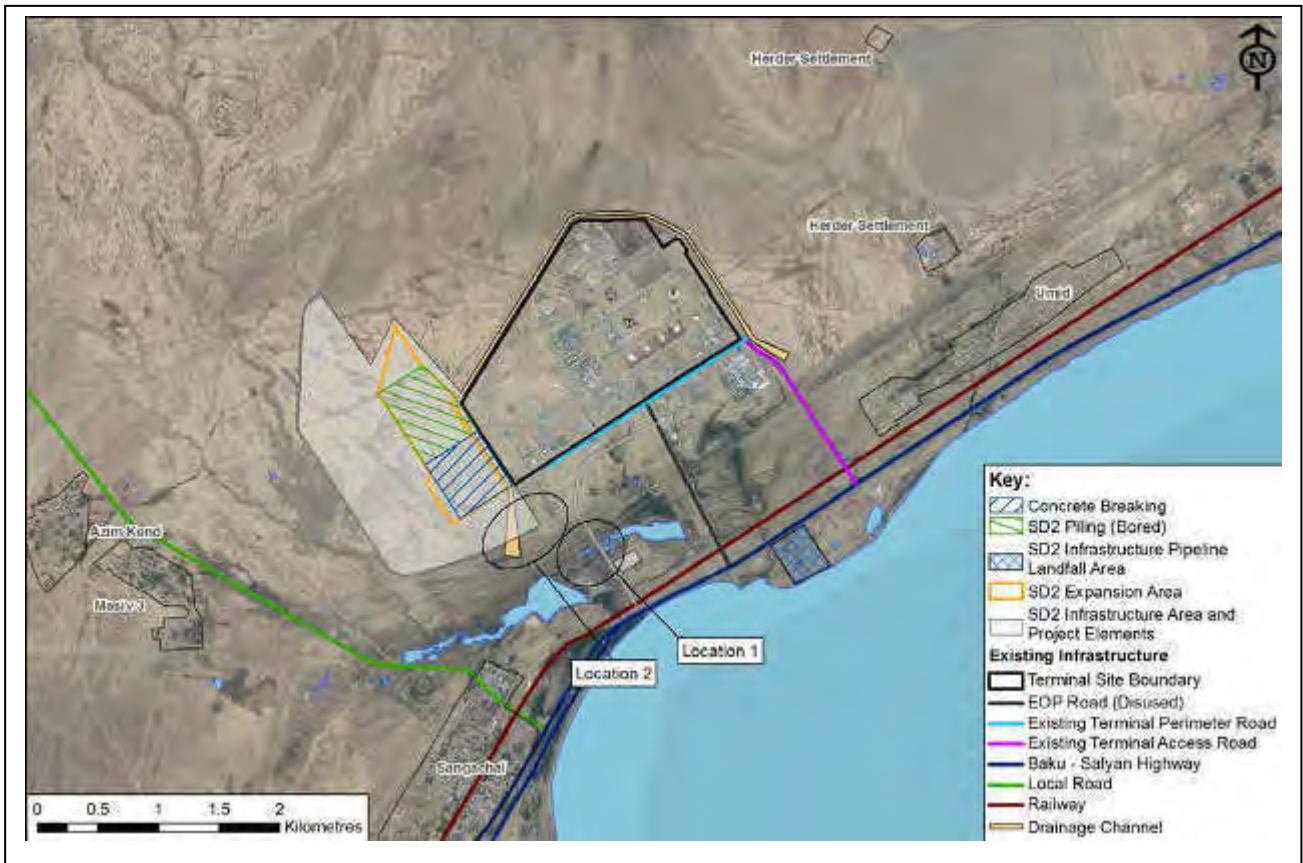 Herder Settlement
N
Herder Settlement
Umid
Azim Kend
Masiv 3
Location 1
Location 2
Sangachal
0 0.5 1 1.5 2
Kilometres
Key:
Concrete Breaking
SD2 Piling (Bored)
SD2 Infrastructure Pipeline
Landfall Area
SD2 Expansion Area
SD2 Infrastructure Area and
Project Elements
Existing Infrastructure
Terminal Site Boundary
EOP Road (Disused)
Existing Terminal Perimeter Road
Existing Terminal Access Road
Baku - Salyan Highway
Local Road
Railway
Drainage Channel